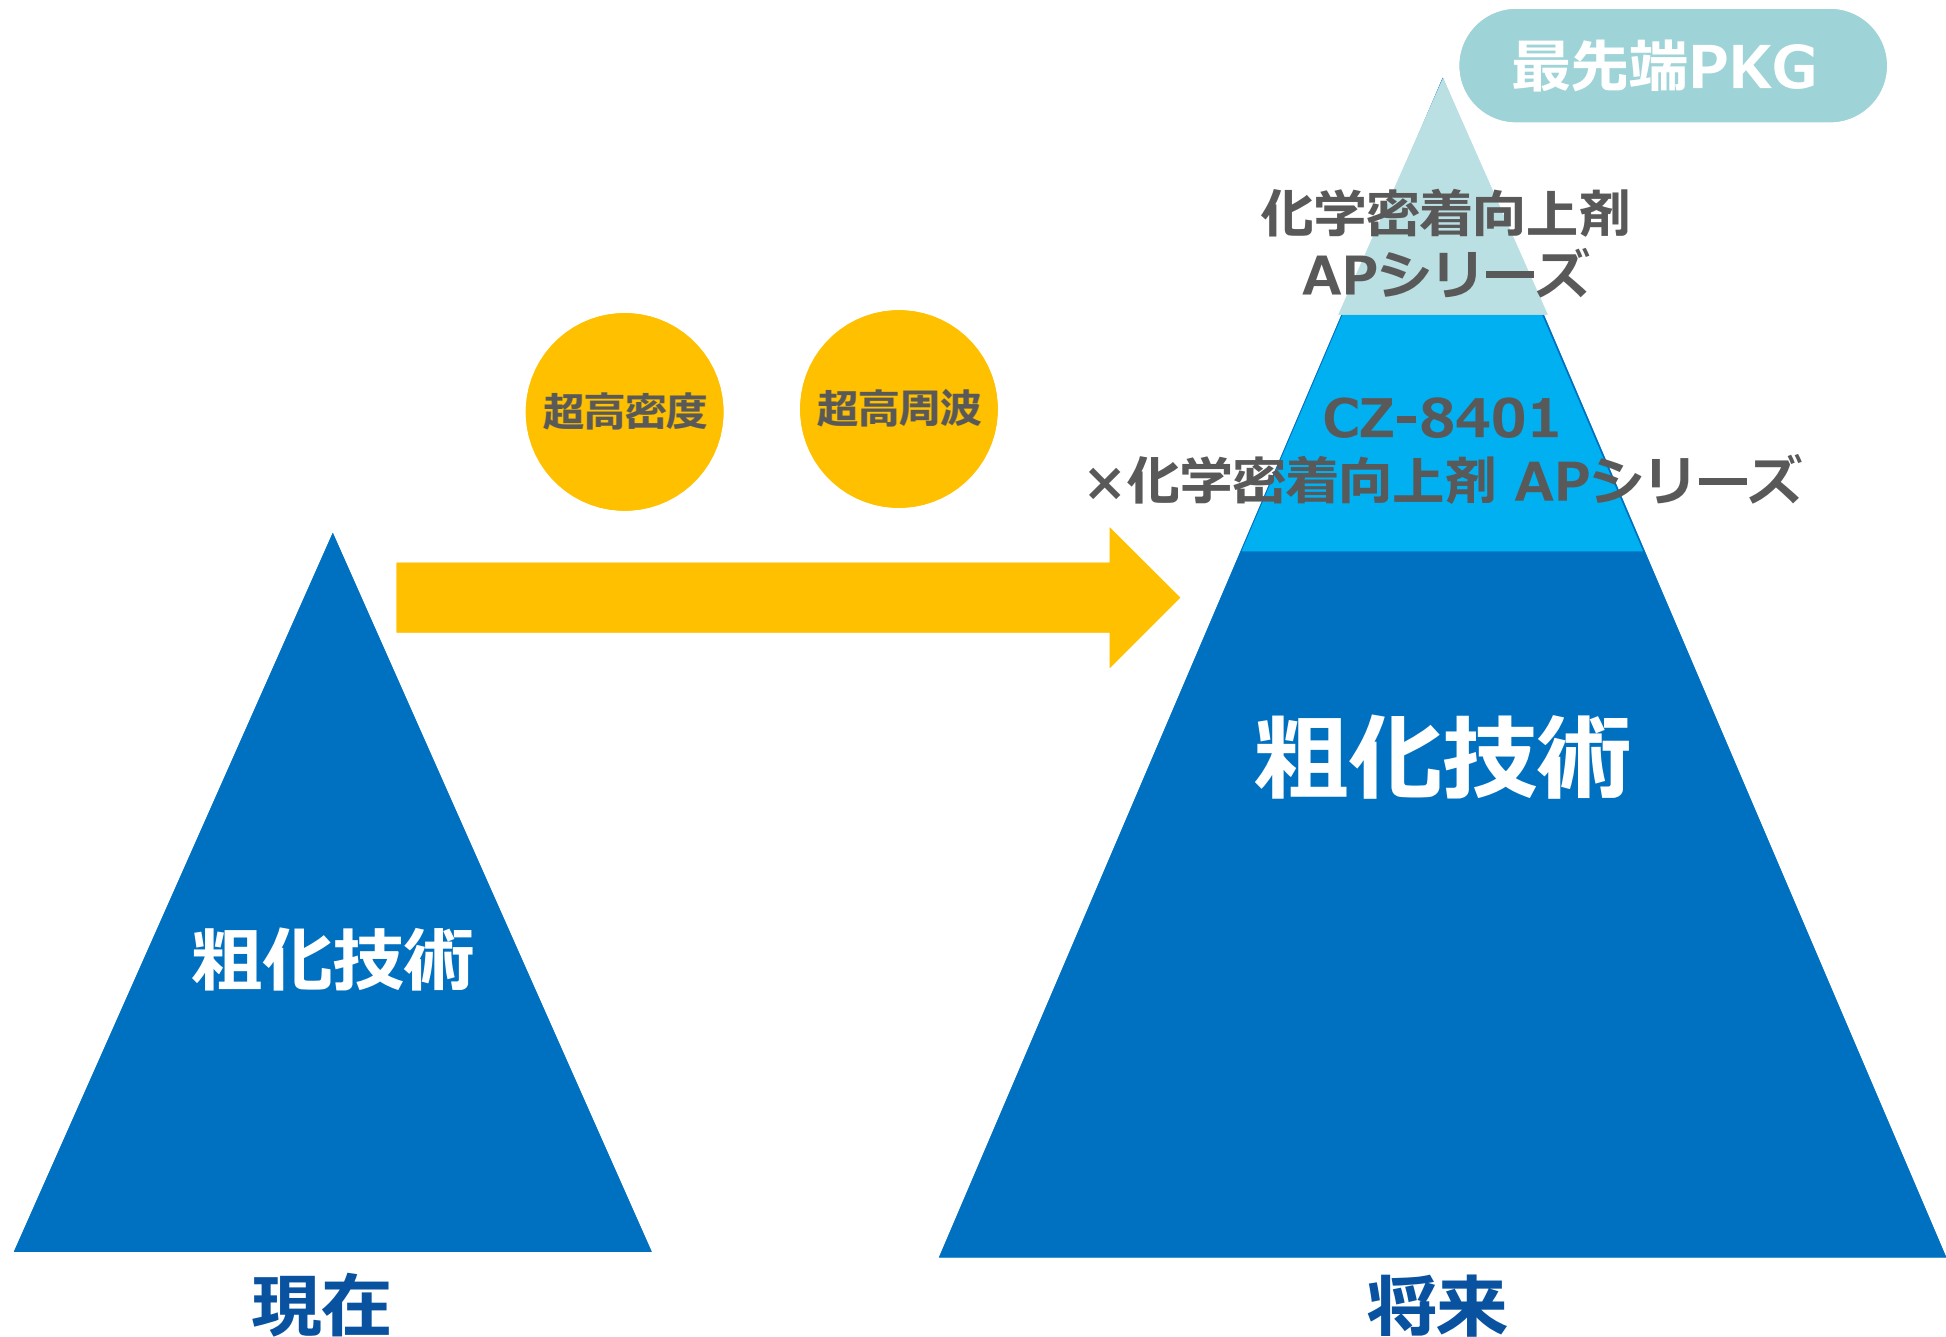 最先端PKG
化学密着向上剤
APシリーズ
超高密度
超高周波
CZ-8401
×化学密着向上剤 APシリーズ
粗化技術
粗化技術
現在
将来